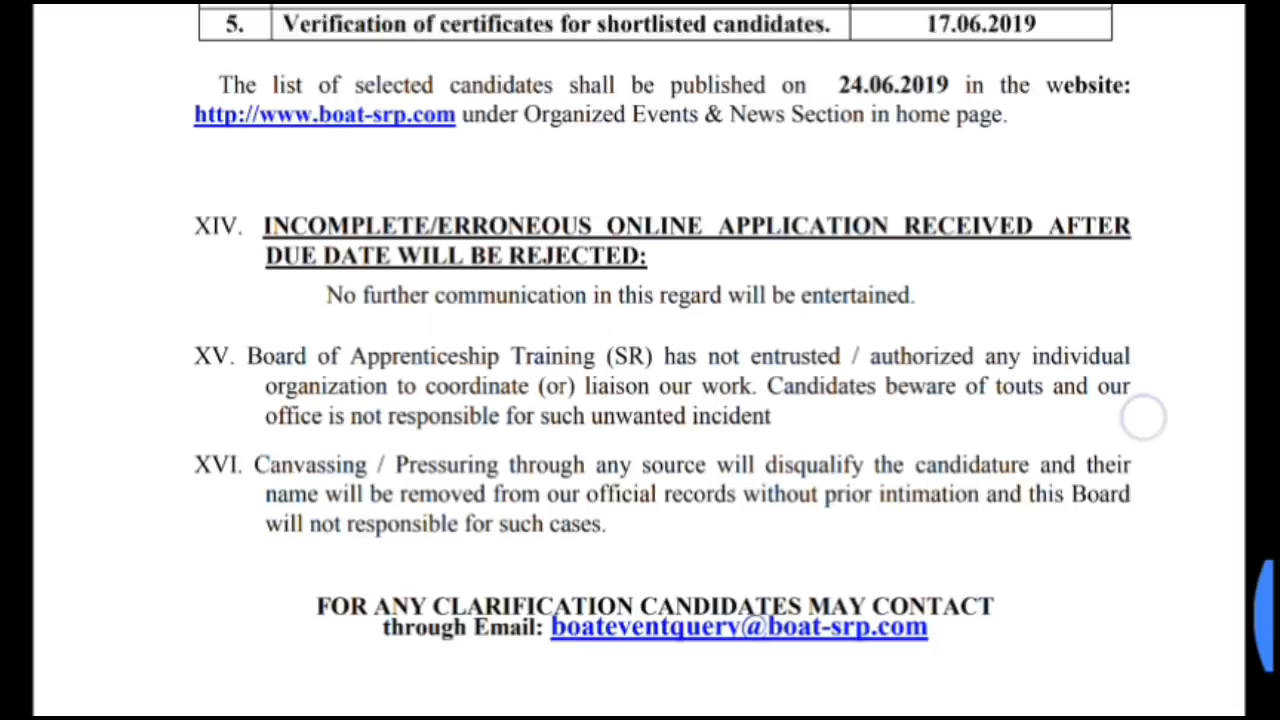 5. Verification of certificates for shortlisted candidates. 17.06.2019
The list of selected candidates shall be published on 24.06.2019 in the website:
http://www.boat-srp.com under Organized Events & News Section in home page.
XIV. INCOMPLETE/ERRONEOUS ONLINE APPLICATION RECEIVED AFTER
DUE DATE WILL BE REJECTED:
No further communication in this regard will be entertained.
XV. Board of Apprenticeship Training (SR) has not entrusted / authorized any individual
organization to coordinate (or) liaison our work. Candidates beware of touts and our
office is not responsible for such unwanted incident
XVI. Canvassing / Pressuring through any source will disqualify the candidature and their
name will be removed from our official records without prior intimation and this Board
will not responsible for such cases.
FOR ANY CLARIFICATION CANDIDATES MAY CONTACT
through Email: boateventquery@boat-srp.com